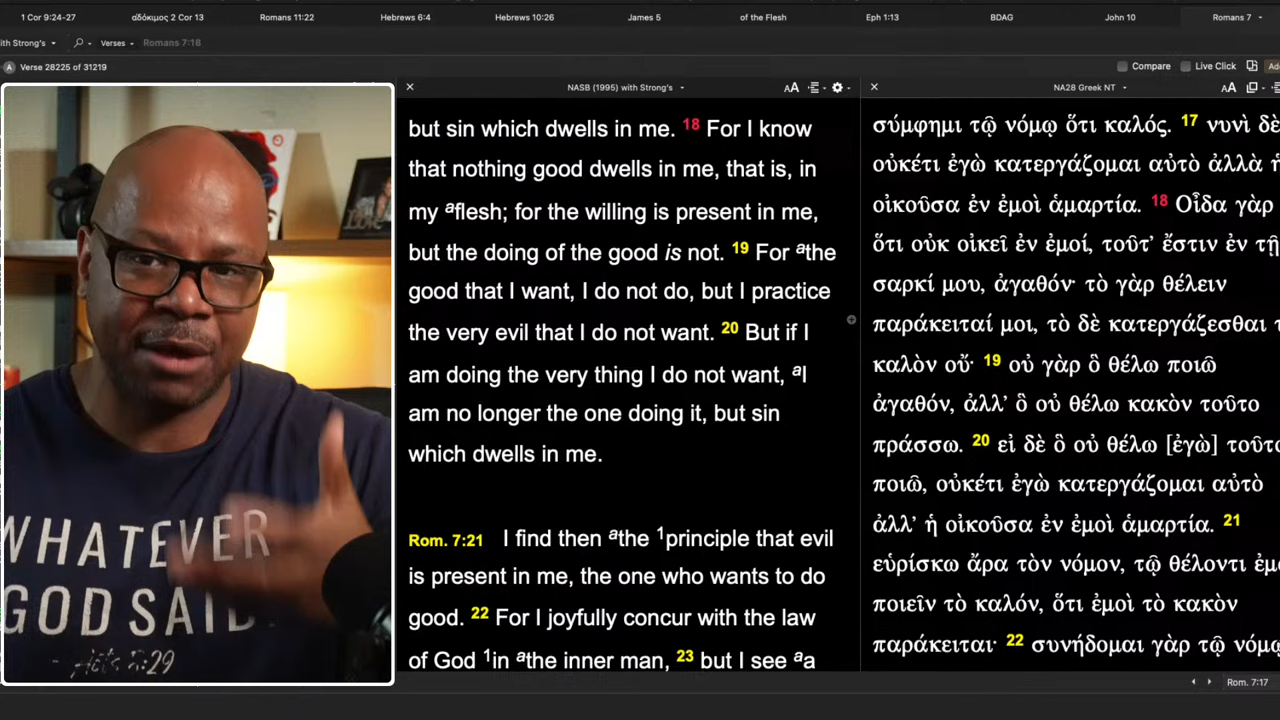 1 Cor 9:24-27
αδόκιμος 2 Cor 13
Romans 11:22
Hebrews 6:4
Hebrews 10:26
James 5
of the Flesh
Eph 1:13
BDAG
John 10
Romans 7
ith Strong's
Verses
Romans 7:18
A Verse 28225 of 31219
Compare
Live Click
Ad
WHATEVER
GOD SAID.
- Acts 2:29
NASB (1995) with Strong's
but sin which dwells in me. 18 For I know
that nothing good dwells in me, that is, in
my aflesh; for the willing is present in me,
but the doing of the good is not. 19 For athe
good that I want, I do not do, but I practice
the very evil that I do not want. 20 But if I
am doing the very thing I do not want, aI
am no longer the one doing it, but sin
which dwells in me.
Rom. 7:21 I find then athe 1principle that evil
is present in me, the one who wants to do
good. 22 For I joyfully concur with the law
of God 1in athe inner man, 23 but I see aa
NA28 Greek NT
σύμφημι τῷ νόμῳ ὅτι καλός. 17 νυνὶ δὲ
οὐκέτι ἐγὼ κατεργάζομαι αὐτὸ ἀλλὰ ἡ
οἰκοῦσα ἐν ἐμοὶ ἁμαρτία. 18 Οἶδα γὰρ
ὅτι οὐκ οἰκεῖ ἐν ἐμοί, τοῦτ’ ἔστιν ἐν τῇ
σαρκί μου, ἀγαθόν· τὸ γὰρ θέλειν
παράκειταί μοι, τὸ δὲ κατεργάζεσθαι τ
καλὸν οὔ· 19 οὐ γὰρ ὃ θέλω ποιῶ
ἀγαθόν, ἀλλ’ ὃ οὐ θέλω κακὸν τοῦτο
πράσσω. 20 εἰ δὲ ὃ οὐ θέλω [ἐγὼ] τοῦτο
ποιῶ, οὐκέτι ἐγὼ κατεργάζομαι αὐτὸ
ἀλλ’ ἡ οἰκοῦσα ἐν ἐμοὶ ἁμαρτία. 21
εὑρίσκω ἄρα τὸν νόμον, τῷ θέλοντι ἐμο
ποιεῖν τὸ καλόν, ὅτι ἐμοὶ τὸ κακὸν
παράκειται· 22 συνήδομαι γὰρ τῷ νόμῳ
Rom. 7:17